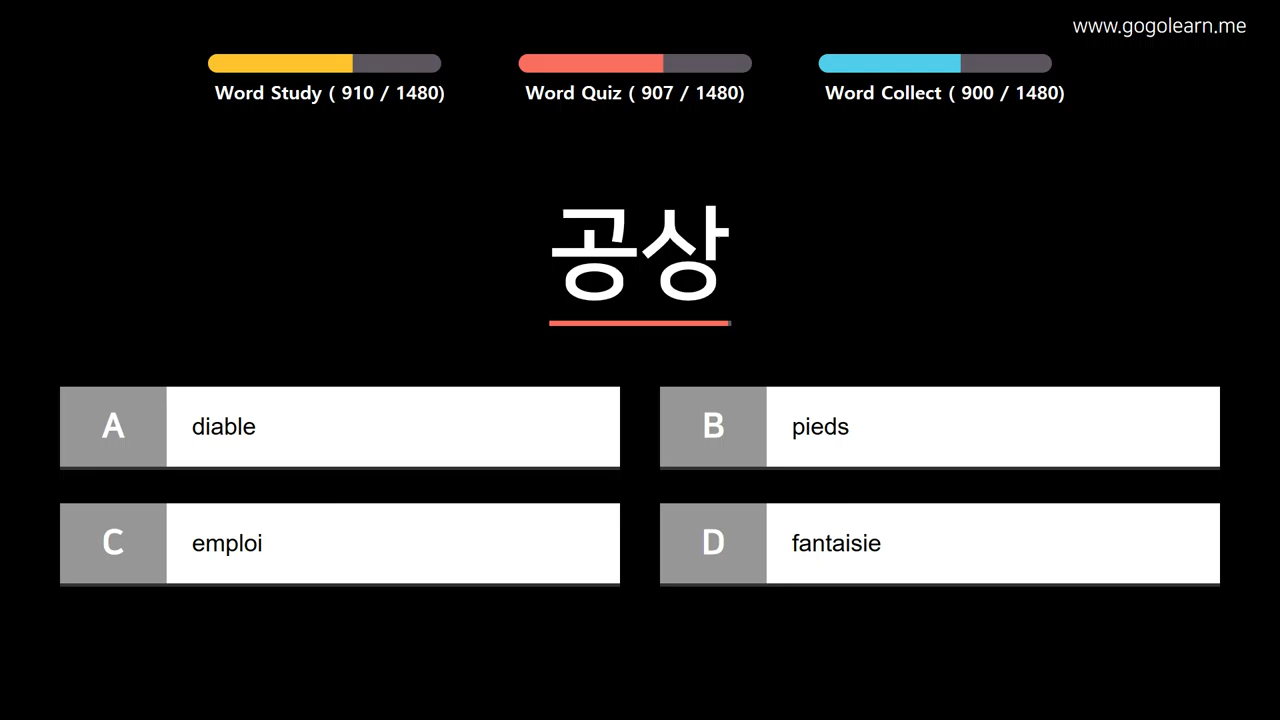 www.gogolearn.me
Word Study ( 910 / 1480)
Word Quiz ( 907 / 1480)
Word Collect ( 900 / 1480)
공상
A diable
B pieds
C emploi
D fantaisie